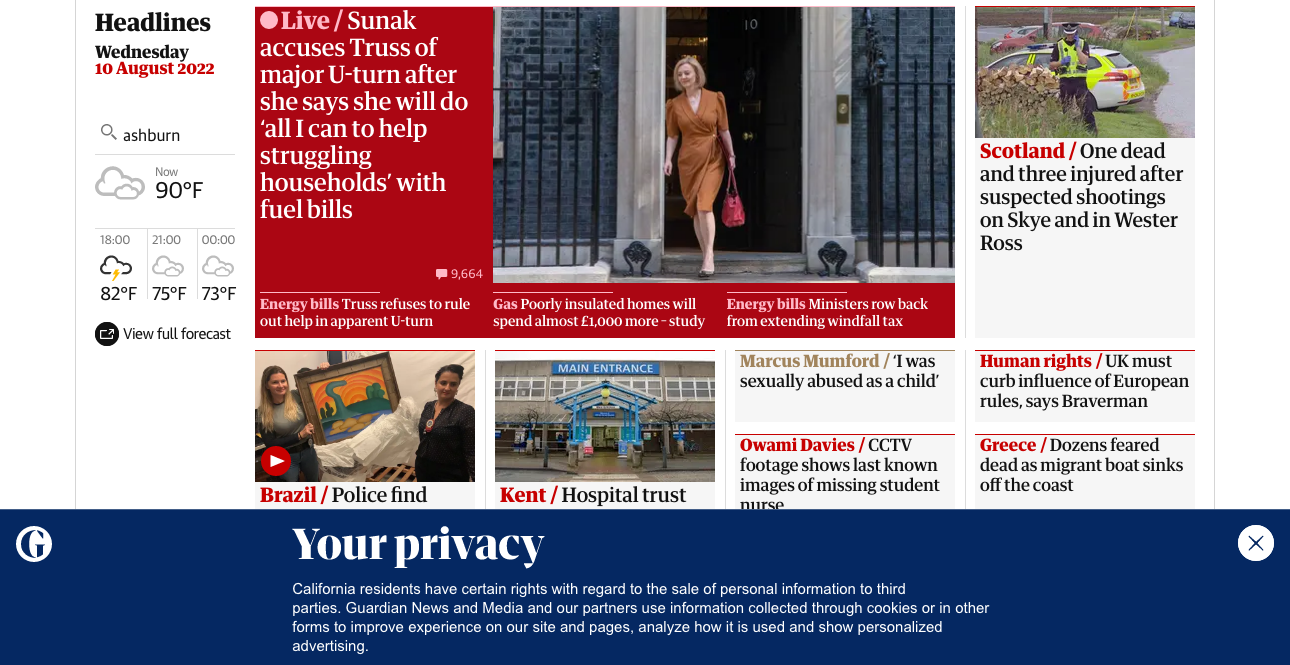 Headlines
Wednesday
10 August 2022
ashburn
Now
90°F
18:00 21:00 00:00
82°F 75°F 73°F
View full forecast
Live / Sunak
accuses Truss of
major U-turn after
she says she will do
‘all I can to help
struggling
households’ with
fuel bills
9,664
10
Energy bills Truss refuses to rule
out help in apparent U-turn
Gas Poorly insulated homes will
spend almost £1,000 more – study
Energy bills Ministers row back
from extending windfall tax
Scotland / One dead
and three injured after
suspected shootings
on Skye and in Wester
Ross
Brazil / Police find
MAIN ENTRANCE
Kent / Hospital trust
Marcus Mumford / ‘I was
sexually abused as a child’
Owami Davies / CCTV
footage shows last known
images of missing student
nurse
Human rights / UK must
curb influence of European
rules, says Braverman
Greece / Dozens feared
dead as migrant boat sinks
off the coast
G
Your privacy
California residents have certain rights with regard to the sale of personal information to third
parties. Guardian News and Media and our partners use information collected through cookies or in other
forms to improve experience on our site and pages, analyze how it is used and show personalized
advertising.